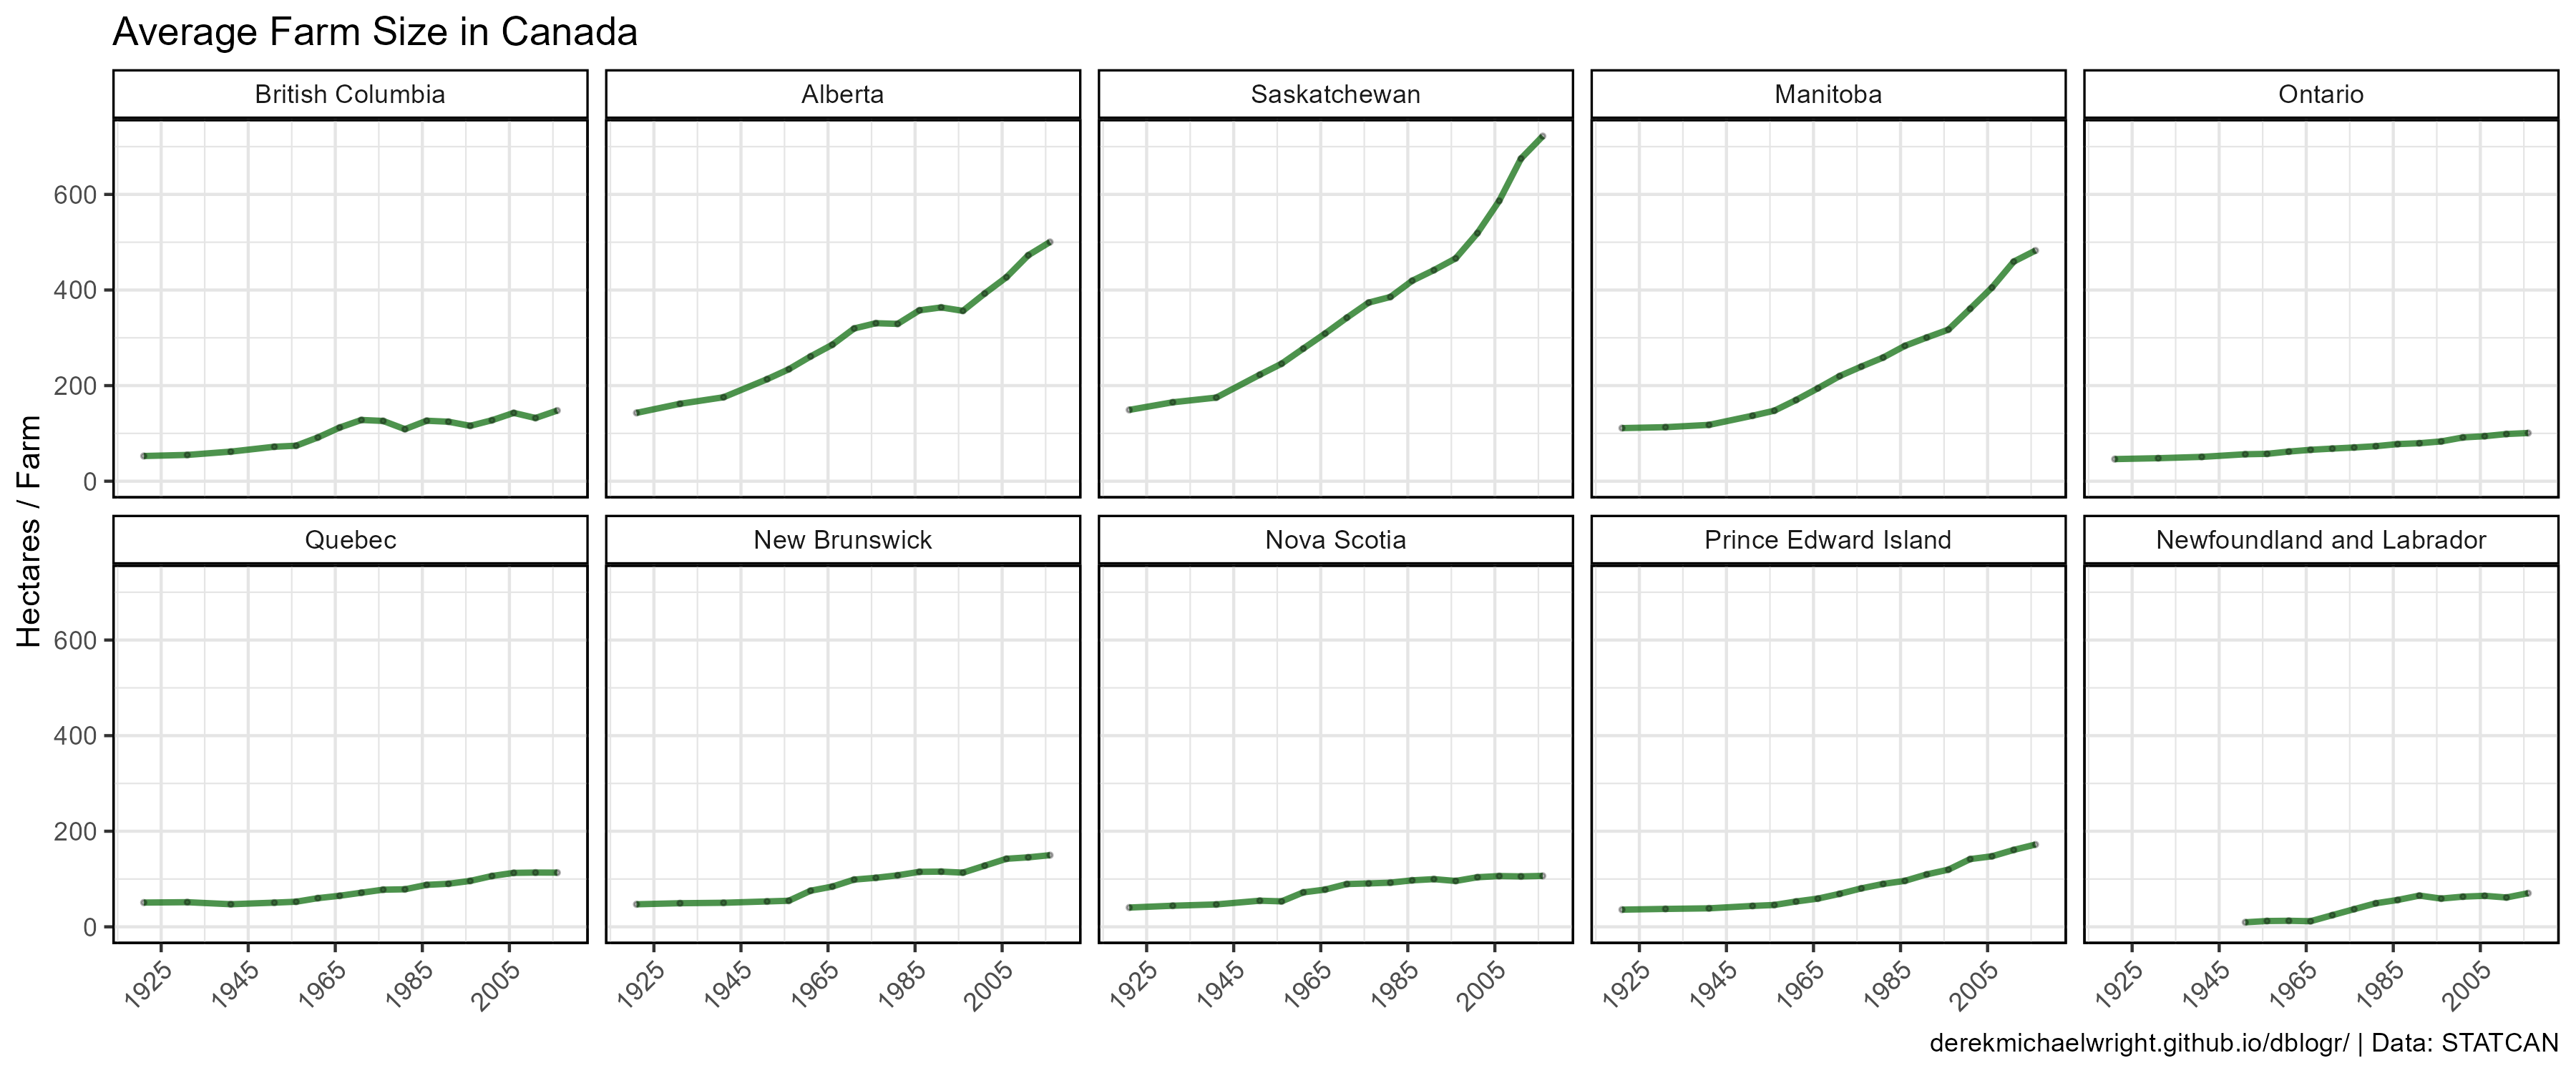 Average Farm Size in Canada
British Columbia
Alberta
Saskatchewan
Manitoba
Ontario
600
400
200
0
Hectares / Farm
Quebec
New Brunswick
Nova Scotia
Prince Edward Island
Newfoundland and Labrador
600
400
200
0
1925 1945 1965 1985 2005
1925 1945 1965 1985 2005
1925 1945 1965 1985 2005
1925 1945 1965 1985 2005
1925 1945 1965 1985 2005
derekmichaelwright.github.io/dblogr/ | Data: STATCAN